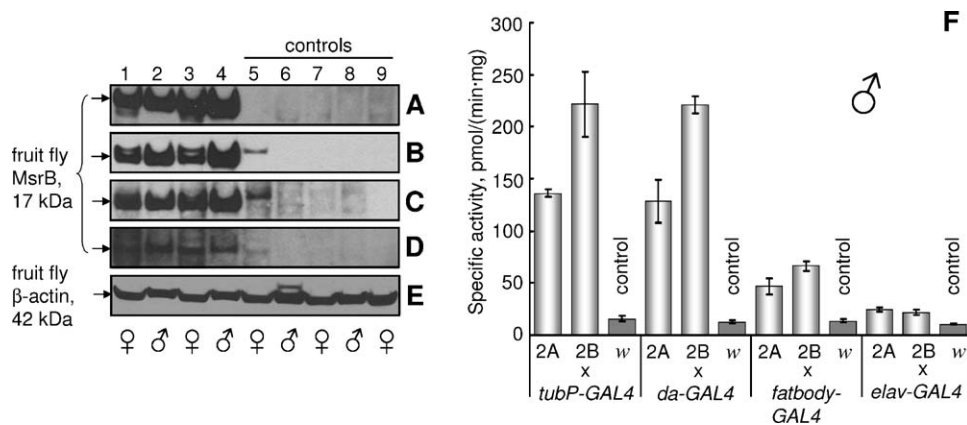 controls
1 2 3 4 5 6 7 8 9
A
fruit fly
MsrB,
17 kDa
B
C
D
fruit fly
β-actin,
42 kDa
E
♀ ♂ ♀ ♂ ♀ ♂ ♀ ♂ ♀
F
♂
Specific activity, pmol/(min·mg)
300
250
200
150
100
50
0
control control control control
2A 2B w 2A 2B w 2A 2B w 2A 2B w
x x x x
tubP-GAL4 da-GAL4 fatbody- elav-GAL4
GAL4